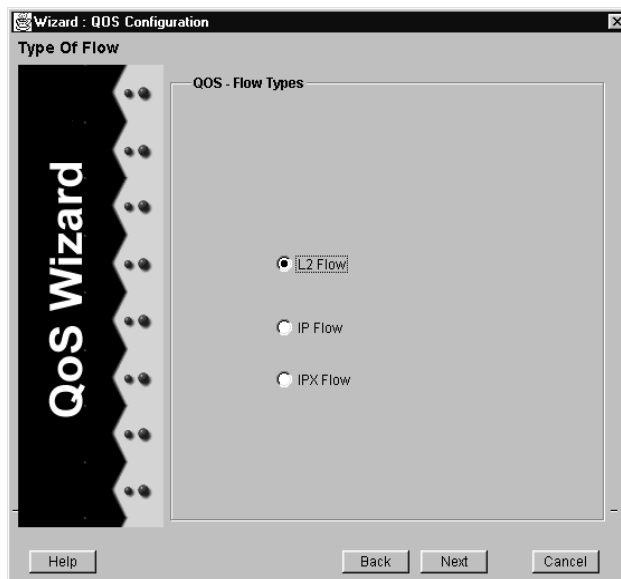 Wizard : QOS Configuration
Type Of Flow
QoS Wizard
QOS - Flow Types
L2 Flow
IP Flow
IPX Flow
Help
Back
Next
Cancel